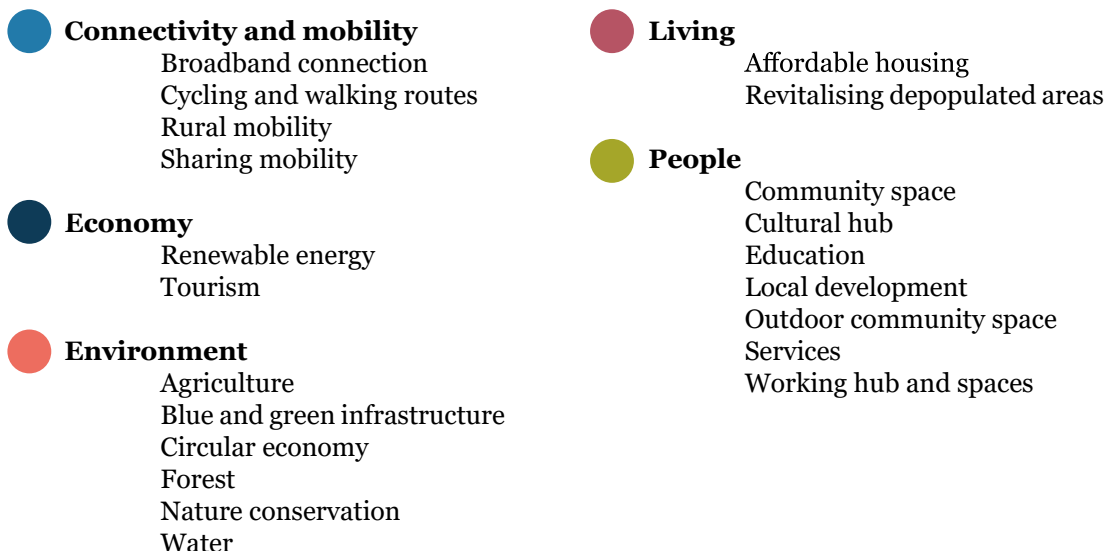 Connectivity and mobility
Broadband connection
Cycling and walking routes
Rural mobility
Sharing mobility
Economy
Renewable energy
Tourism
Environment
Agriculture
Blue and green infrastructure
Circular economy
Forest
Nature conservation
Water
Living
Affordable housing
Revitalising depopulated areas
People
Community space
Cultural hub
Education
Local development
Outdoor community space
Services
Working hub and spaces